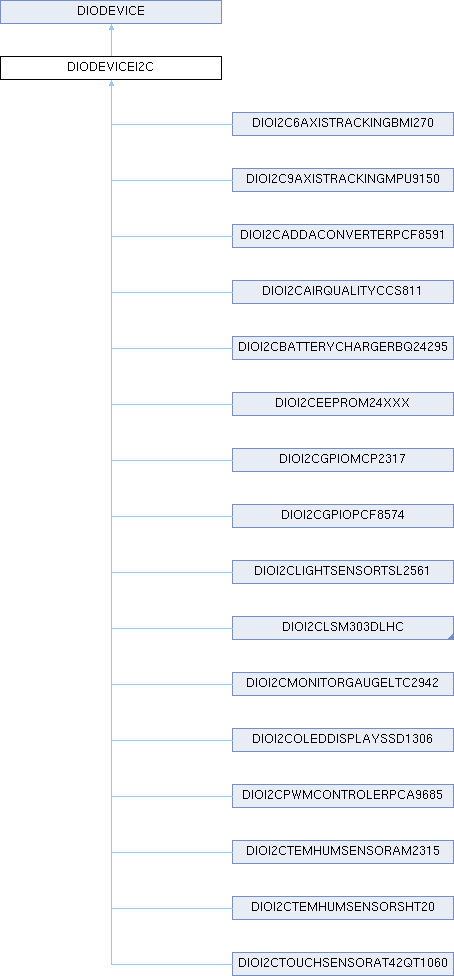 DIODEVICE
DIODEVICEI2C
DIOI2C6AXISTRACKINGBMI270
DIOI2C9AXISTRACKINGMPU9150
DIOI2CADDACONVERTERPCF8591
DIOI2CAIRQUALITYCCS811
DIOI2CBATTERYCHARGERBQ24295
DIOI2CEEPROM24XXX
DIOI2CGPIOMCP2317
DIOI2CGPIOPCF8574
DIOI2CLIGHTSENSORTSL2561
DIOI2CLSM303DLHC
DIOI2CMONITORGAUGELTC2942
DIOI2COLEDDISPLAYSSD1306
DIOI2CPWMCONTROLERPCA9685
DIOI2CTEMHUMSENSORAM2315
DIOI2CTEMHUMSENSORSHT20
DIOI2CTOUCHSENSORAT42QT1060